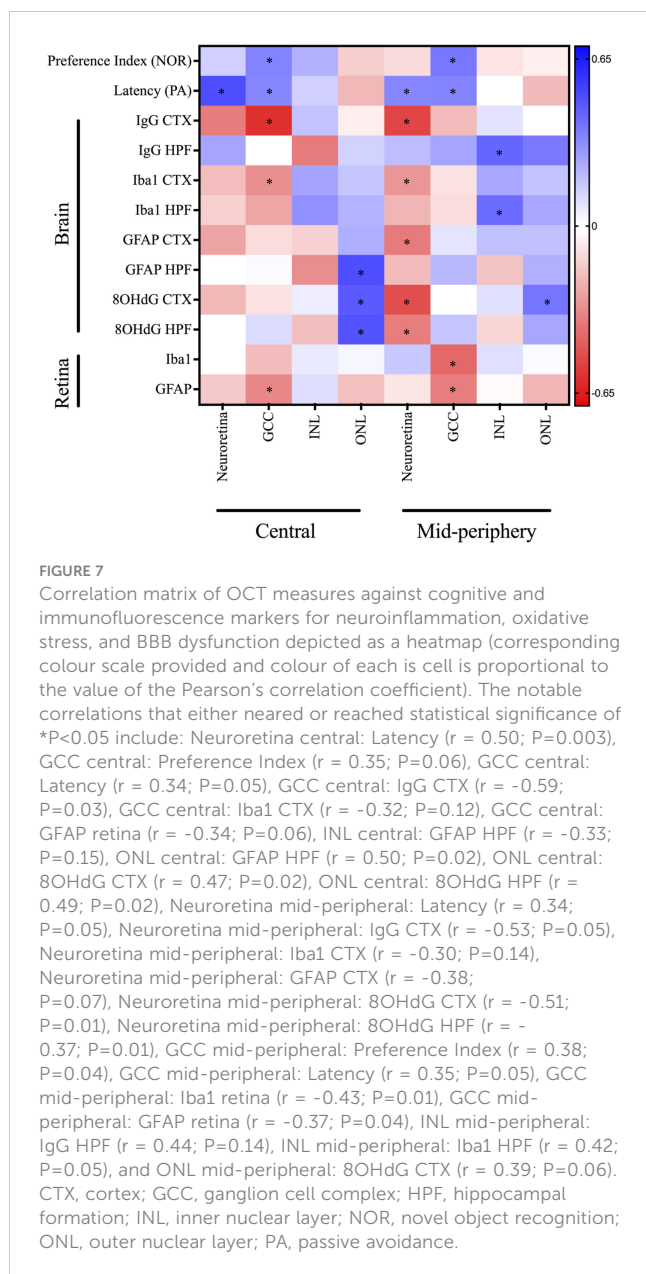 Preference Index (NOR)
Latency (PA)
IgG CTX
IgG HPF
Iba1 CTX
Iba1 HPF
GFAP CTX
GFAP HPF
8OHdG CTX
8OHdG HPF
Iba1
GFAP
Brain
Retina
* *
* * * *
* *
*
* *
*
*
*
* * *
* *
*
* *
0.65
0
-0.65
Neuroretina
GCC
INL
ONL
Neuroretina
GCC
INL
ONL
Central
Mid-periphery
FIGURE 7
Correlation matrix of OCT measures against cognitive and
immunofluorescence markers for neuroinflammation, oxidative
stress, and BBB dysfunction depicted as a heatmap (corresponding
colour scale provided and colour of each is cell is proportional to
the value of the Pearson's correlation coefficient). The notable
correlations that either neared or reached statistical significance of
*P<0.05 include: Neuroretina central: Latency (r = 0.50; P=0.003),
GCC central: Preference Index (r = 0.35; P=0.06), GCC central:
Latency (r = 0.34; P=0.05), GCC central: IgG CTX (r = -0.59;
P=0.03), GCC central: Iba1 CTX (r = -0.32; P=0.12), GCC central:
GFAP retina (r = -0.34; P=0.06), INL central: GFAP HPF (r = -0.33;
P=0.15), ONL central: GFAP HPF (r = 0.50; P=0.02), ONL central:
8OHdG CTX (r = 0.47; P=0.02), ONL central: 8OHdG HPF (r =
0.49; P=0.02), Neuroretina mid-peripheral: Latency (r = 0.34;
P=0.05), Neuroretina mid-peripheral: IgG CTX (r = -0.53; P=0.05),
Neuroretina mid-peripheral: Iba1 CTX (r = -0.30; P=0.14),
Neuroretina mid-peripheral: GFAP CTX (r = -0.38;
P=0.07), Neuroretina mid-peripheral: 8OHdG CTX (r = -0.51;
P=0.01), Neuroretina mid-peripheral: 8OHdG HPF (r = -
0.37; P=0.01), GCC mid-peripheral: Preference Index (r = 0.38;
P=0.04), GCC mid-peripheral: Latency (r = 0.35; P=0.05), GCC
mid-peripheral: Iba1 retina (r = -0.43; P=0.01), GCC mid-
peripheral: GFAP retina (r = -0.37; P=0.04), INL mid-peripheral:
IgG HPF (r = 0.44; P=0.14), INL mid-peripheral: Iba1 HPF (r = 0.42;
P=0.05), and ONL mid-peripheral: 8OHdG CTX (r = 0.39; P=0.06).
CTX, cortex; GCC, ganglion cell complex; HPF, hippocampal
formation; INL, inner nuclear layer; NOR, novel object recognition;
ONL, outer nuclear layer; PA, passive avoidance.